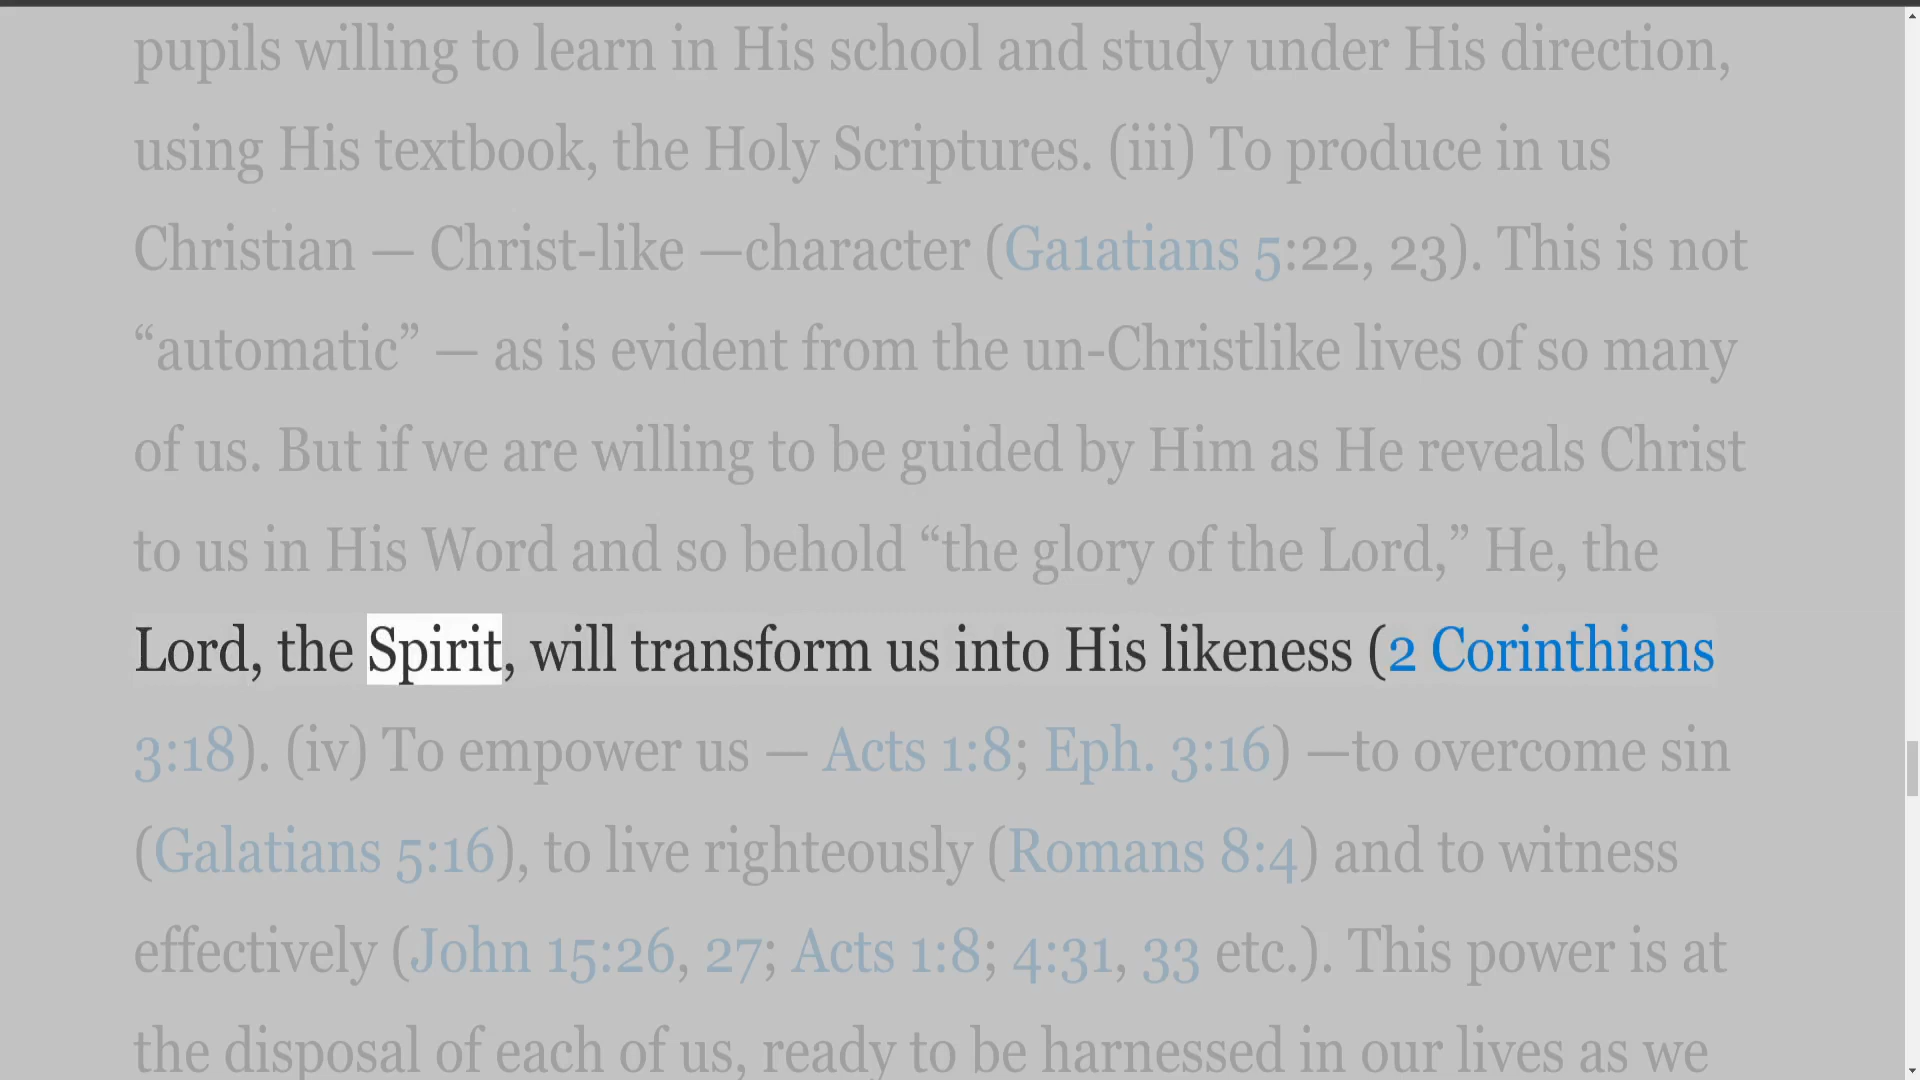 pupils willing to learn in His school and study under His direction,
using His textbook, the Holy Scriptures. (iii) To produce in us
Christian — Christ-like —character (Ga1atians 5:22, 23). This is not
“automatic” — as is evident from the un-Christlike lives of so many
of us. But if we are willing to be guided by Him as He reveals Christ
to us in His Word and so behold “the glory of the Lord,” He, the
Lord, the Spirit, will transform us into His likeness (2 Corinthians
3:18). (iv) To empower us — Acts 1:8; Eph. 3:16) —to overcome sin
(Galatians 5:16), to live righteously (Romans 8:4) and to witness
effectively (John 15:26, 27; Acts 1:8; 4:31, 33 etc.). This power is at
the disposal of each of us, ready to be harnessed in our lives as we